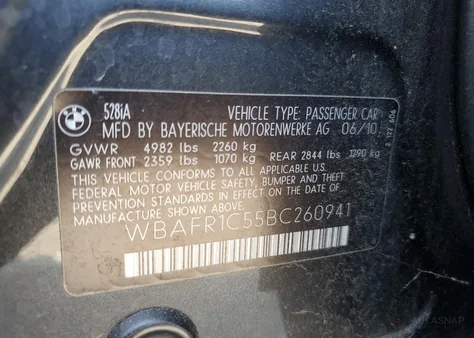 BMW
528iA
VEHICLE TYPE: PASSENGER CAR
MFD BY BAYERISCHE MOTORENWERKE AG 06/10
GVWR 4982 lbs 2260 kg
GAWR FRONT 2359 lbs 1070 kg REAR 2844 lbs 1290 kg
THIS VEHICLE CONFORMS TO ALL APPLICABLE U.S.
FEDERAL MOTOR VEHICLE SAFETY, BUMPER, AND THEFT
PREVENTION STANDARDS IN EFFECT ON THE DATE OF
MANUFACTURE SHOWN ABOVE.
WBAFR1C55BC260941